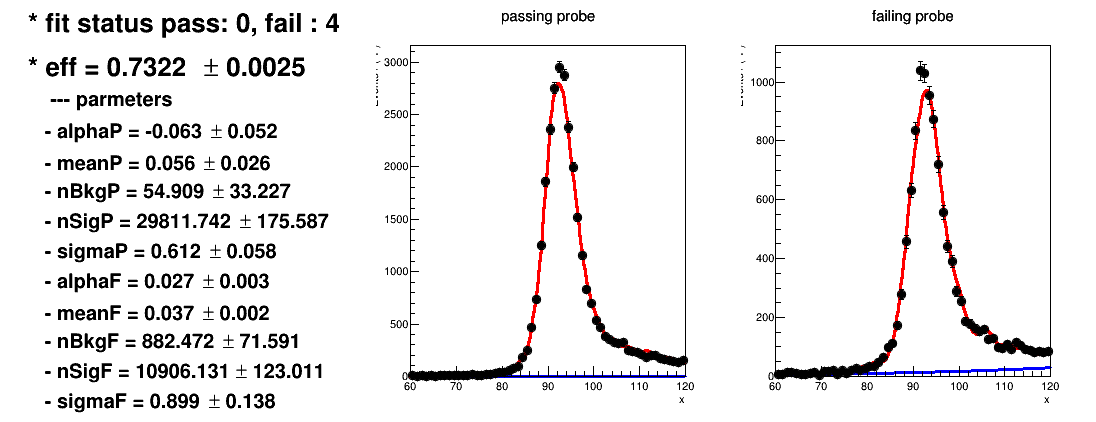 * fit status pass: 0, fail : 4
* eff = 0.7322 ± 0.0025
--- parmeters
- alphaP = -0.063 ± 0.052
- meanP = 0.056 ± 0.026
- nBkgP = 54.909 ± 33.227
- nSigP = 29811.742 ± 175.587
- sigmaP = 0.612 ± 0.058
- alphaF = 0.027 ± 0.003
- meanF = 0.037 ± 0.002
- nBkgF = 882.472 ± 71.591
- nSigF = 10906.131 ± 123.011
- sigmaF = 0.899 ± 0.138
passing probe
3000
2500
2000
1500
1000
500
0
60 70 80 90 100 110 120
x
failing probe
1000
800
600
400
200
0
60 70 80 90 100 110 120
x